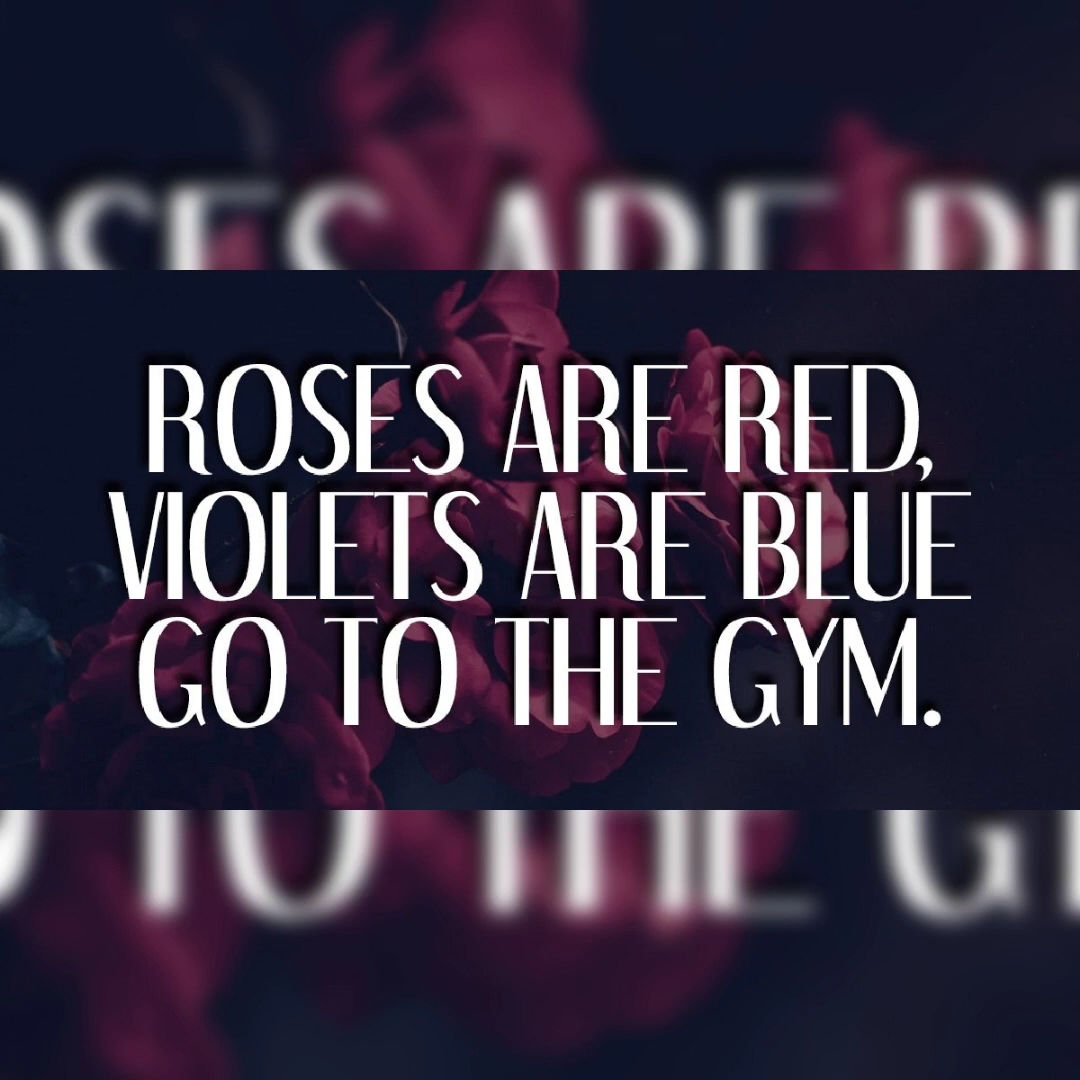 ROSES ARE RED,
VIOLETS ARE BLUE
GO TO THE GYM.